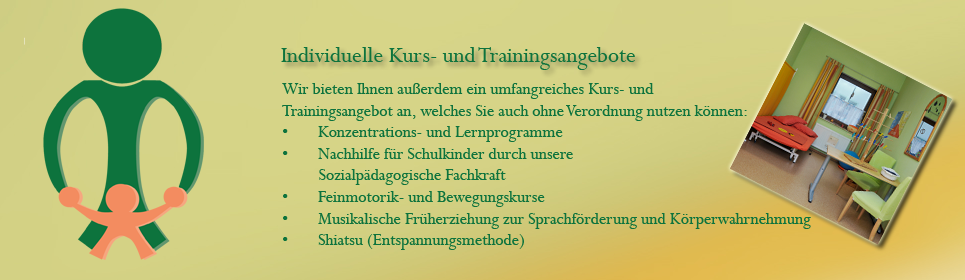 Individuelle Kurs- und Trainingsangebote
Wir bieten Ihnen außerdem ein umfangreiches Kurs- und
Trainingsangebot an, welches Sie auch ohne Verordnung nutzen können:
• Konzentrations- und Lernprogramme
• Nachhilfe für Schulkinder durch unsere
Sozialpädagogische Fachkraft
• Feinmotorik- und Bewegungskurse
• Musikalische Früherziehung zur Sprachförderung und Körperwahrnehmung
• Shiatsu (Entspannungsmethode)